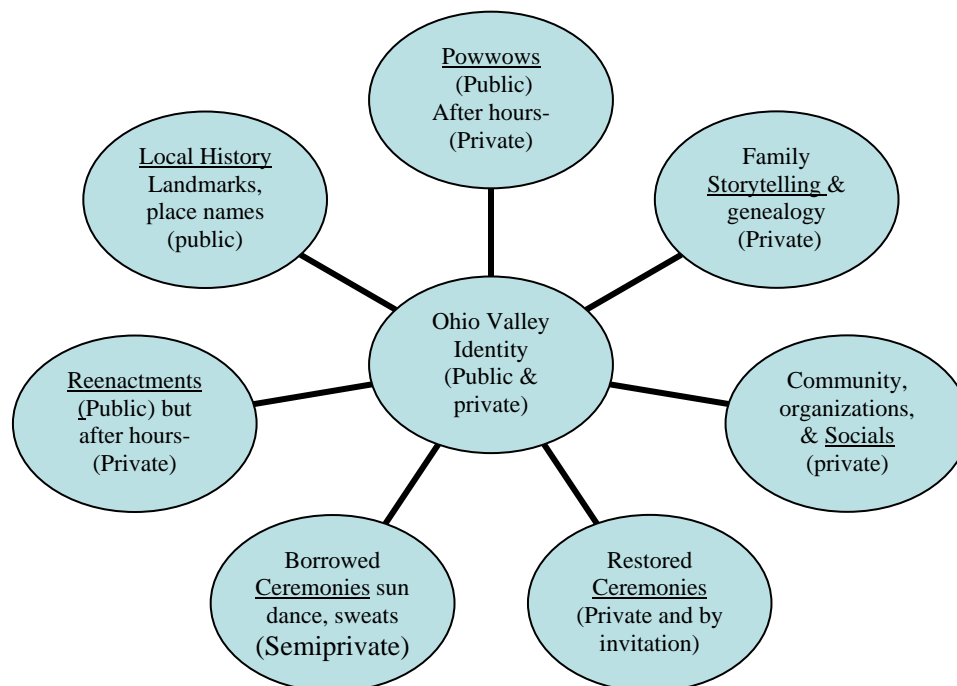 Powwows
(Public)
After hours-
(Private)
Local History
Landmarks,
place names
(public)
Family
Storytelling &
genealogy
(Private)
Ohio Valley
Identity
(Public &
private)
Reenactments
(Public) but
after hours-
(Private)
Community,
organizations,
& Socials
(private)
Borrowed
Ceremonies sun
dance, sweats
(Semiprivate)
Restored
Ceremonies
(Private and by
invitation)